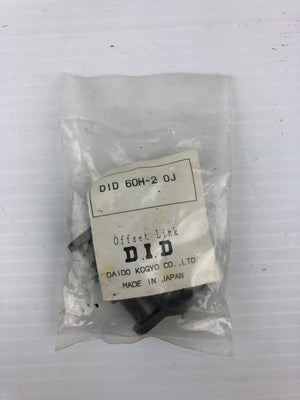 DID 60H-2 OJ
Offset Link
D.I.D
DAIDO KOGYO CO.,LTD
MADE IN JAPAN